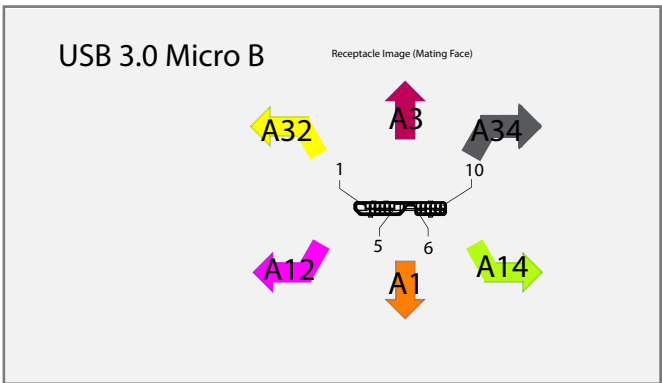 USB 3.0 Micro B
Receptacle Image (Mating Face)
A32
A3
A34
1
10
5
6
A12
A1
A14